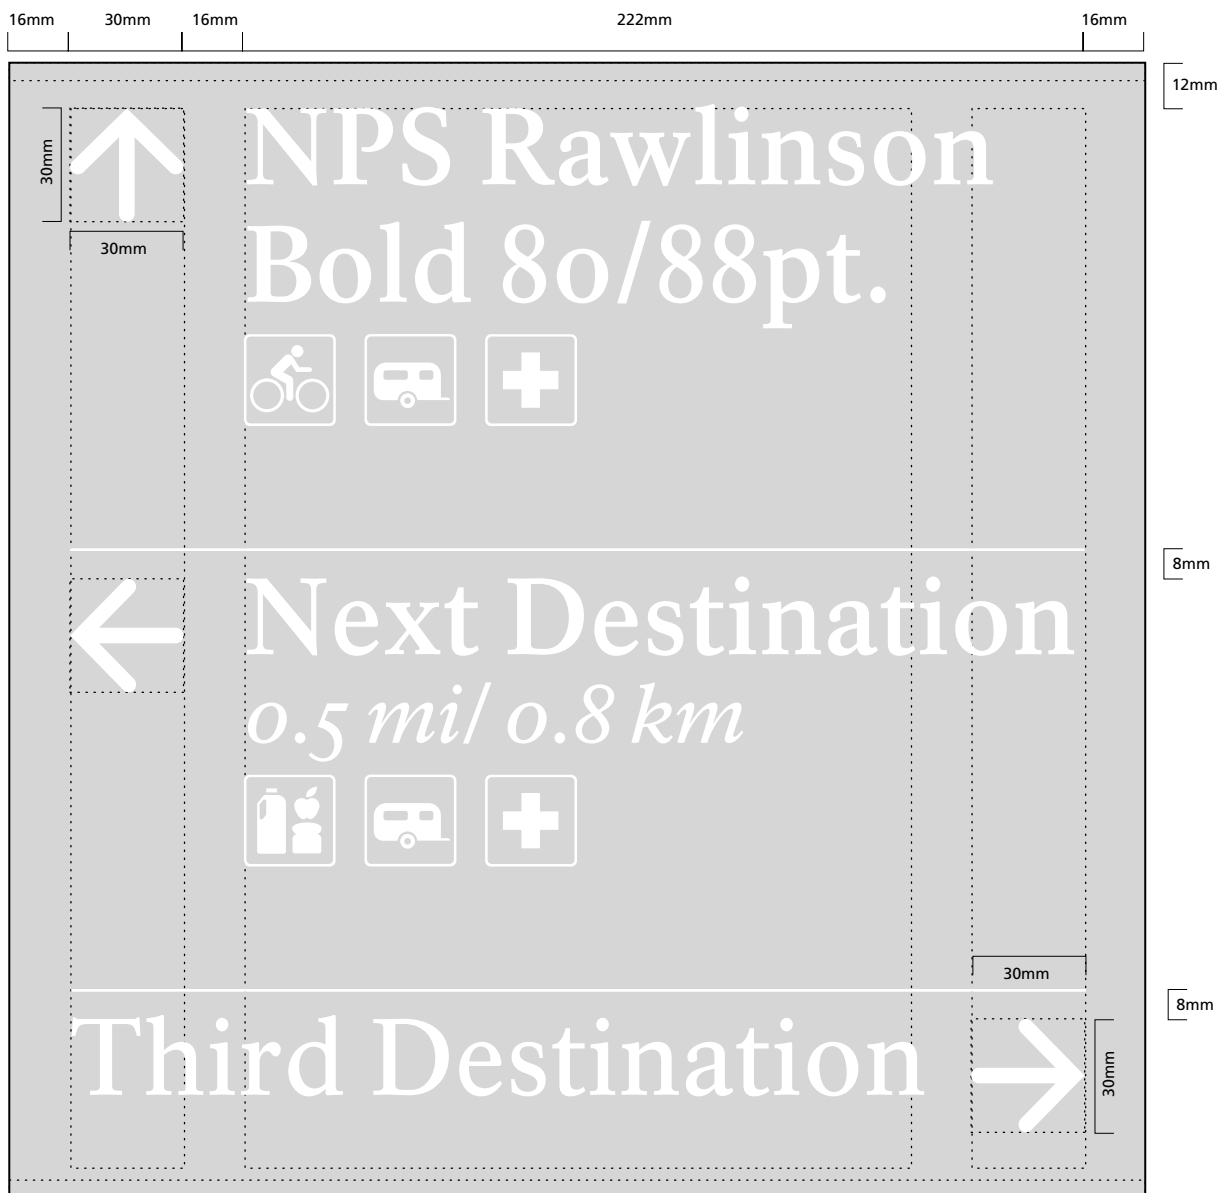 16mm 30mm 16mm 222mm 16mm
12mm
NPS Rawlinson
30mm
Bold 80/88pt.
30mm
8mm
Next Destination
0.5 mi/ 0.8 km
30mm
8mm
Third Destination
30mm